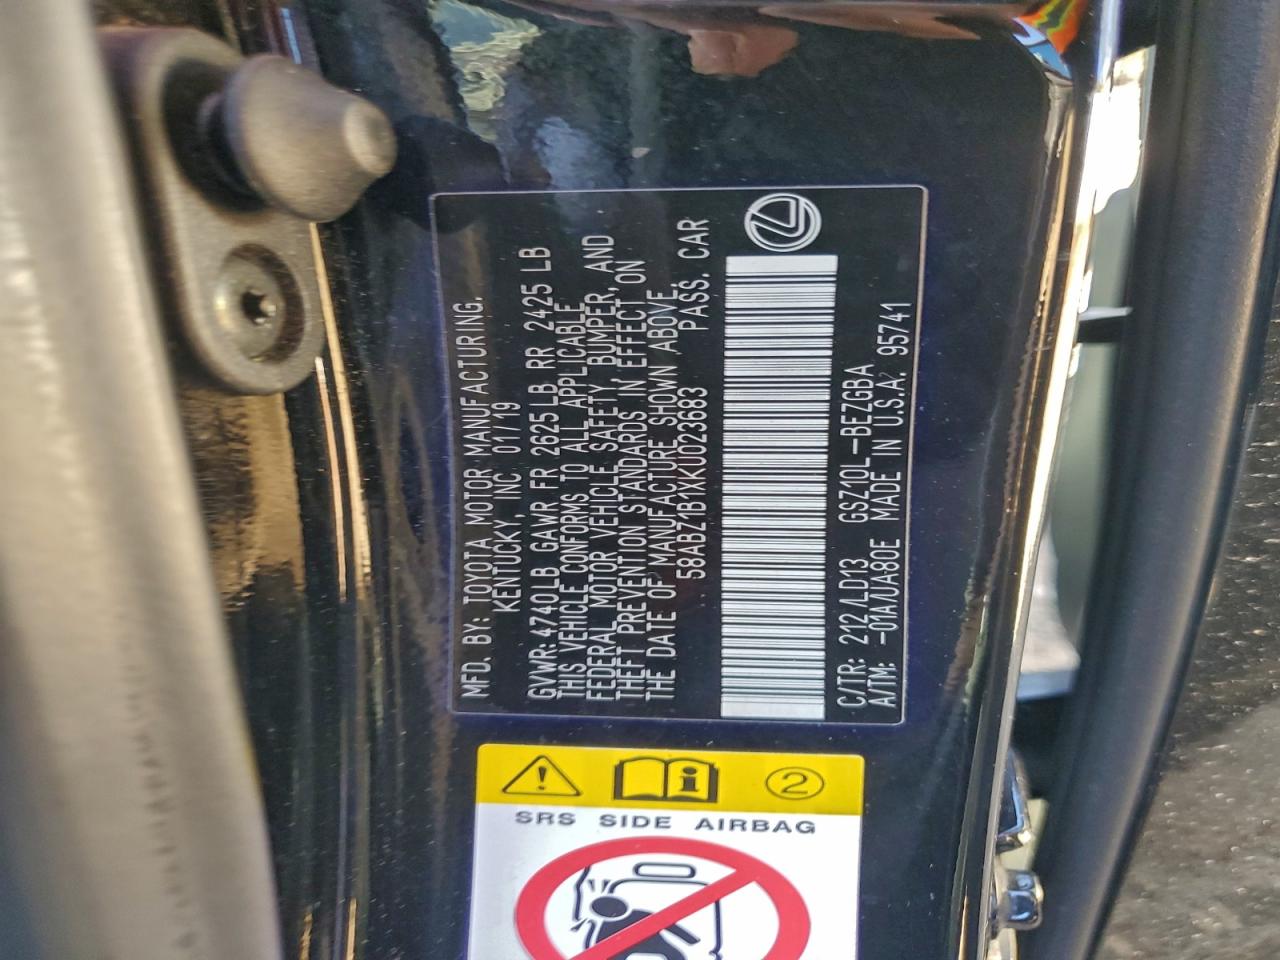 MFD. BY: TOYOTA MOTOR MANUFACTURING,
KENTUCKY, INC 01/19
GVWR: 4740LB GAWR FR 2625 LB RR 2425 LB
THIS VEHICLE CONFORMS TO ALL APPLICABLE
FEDERAL MOTOR VEHICLE SAFETY, BUMPER, AND
THEFT PREVENTION STANDARDS IN EFFECT ON
THE DATE OF MANUFACTURE SHOWN ABOVE.
58ABZ1B1XKU023683 PASS. CAR
C/TR: 212/LD13 GSZ10L-BEZGBA
A/TM: -01A/UA80E MADE IN U.S.A. 95741
2
SRS SIDE AIRBAG